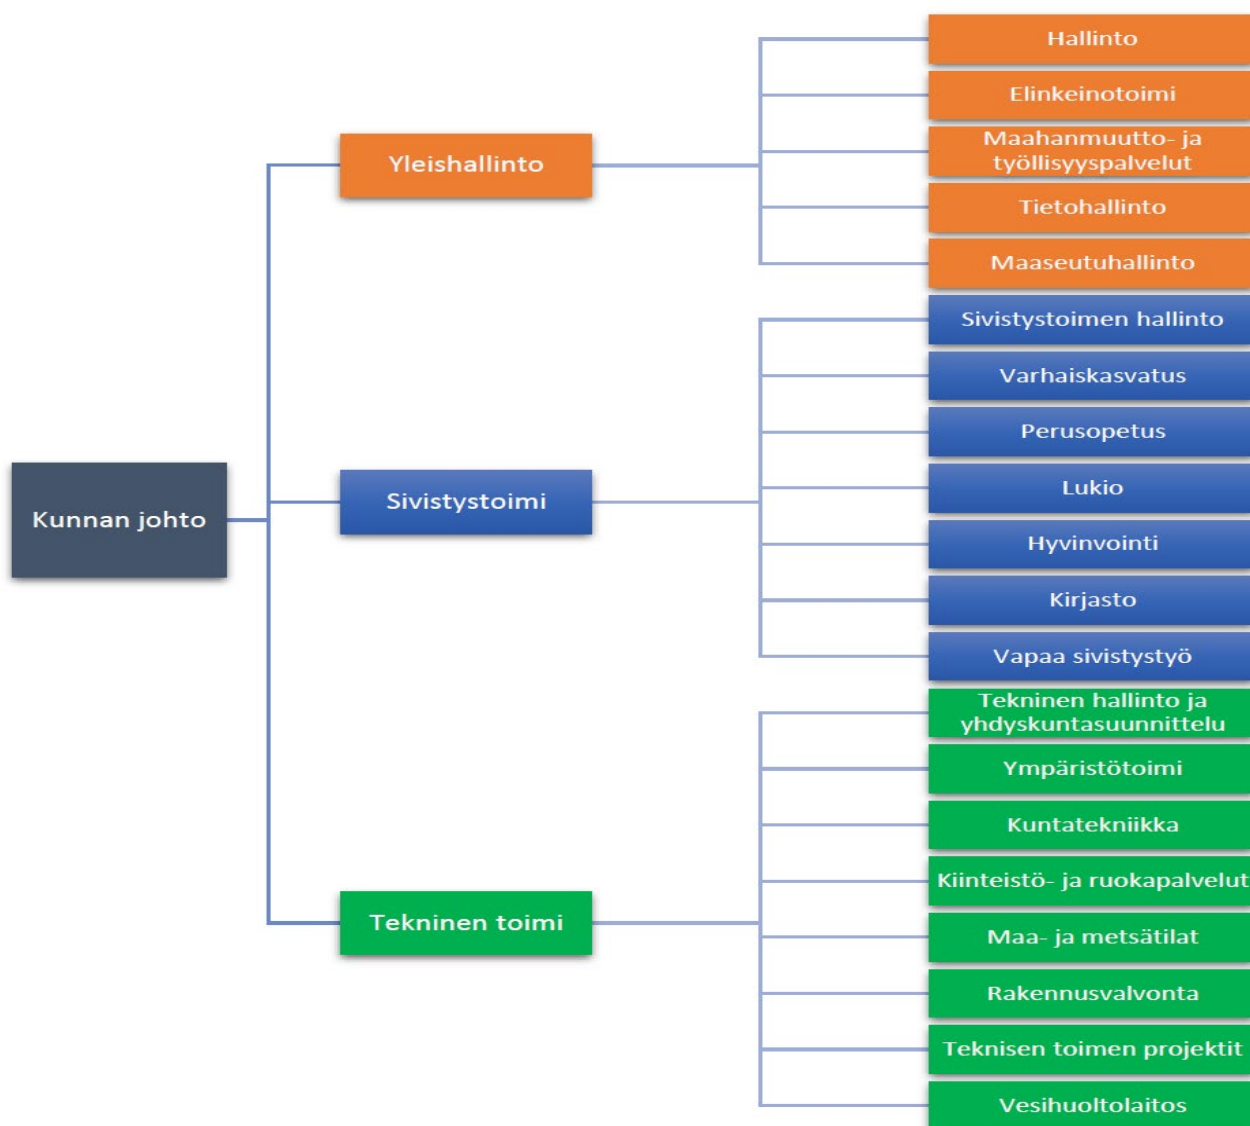 Kunnan johto
Yleishallinto
Hallinto
Elinkeinotoimi
Maahanmuutto- ja
työllisyyspalvelut
Tietohallinto
Maaseutuhallinto
Sivistystoimi
Sivistystoimen hallinto
Varhaiskasvatus
Perusopetus
Lukio
Hyvinvointi
Kirjasto
Vapaa sivistystyö
Tekninen toimi
Tekninen hallinto ja
yhdyskuntasuunnittelu
Ympäristötoimi
Kuntatekniikka
Kiinteistö- ja ruokapalvelut
Maa- ja metsätilat
Rakennusvalvonta
Teknisen toimen projektit
Vesihuoltolaitos